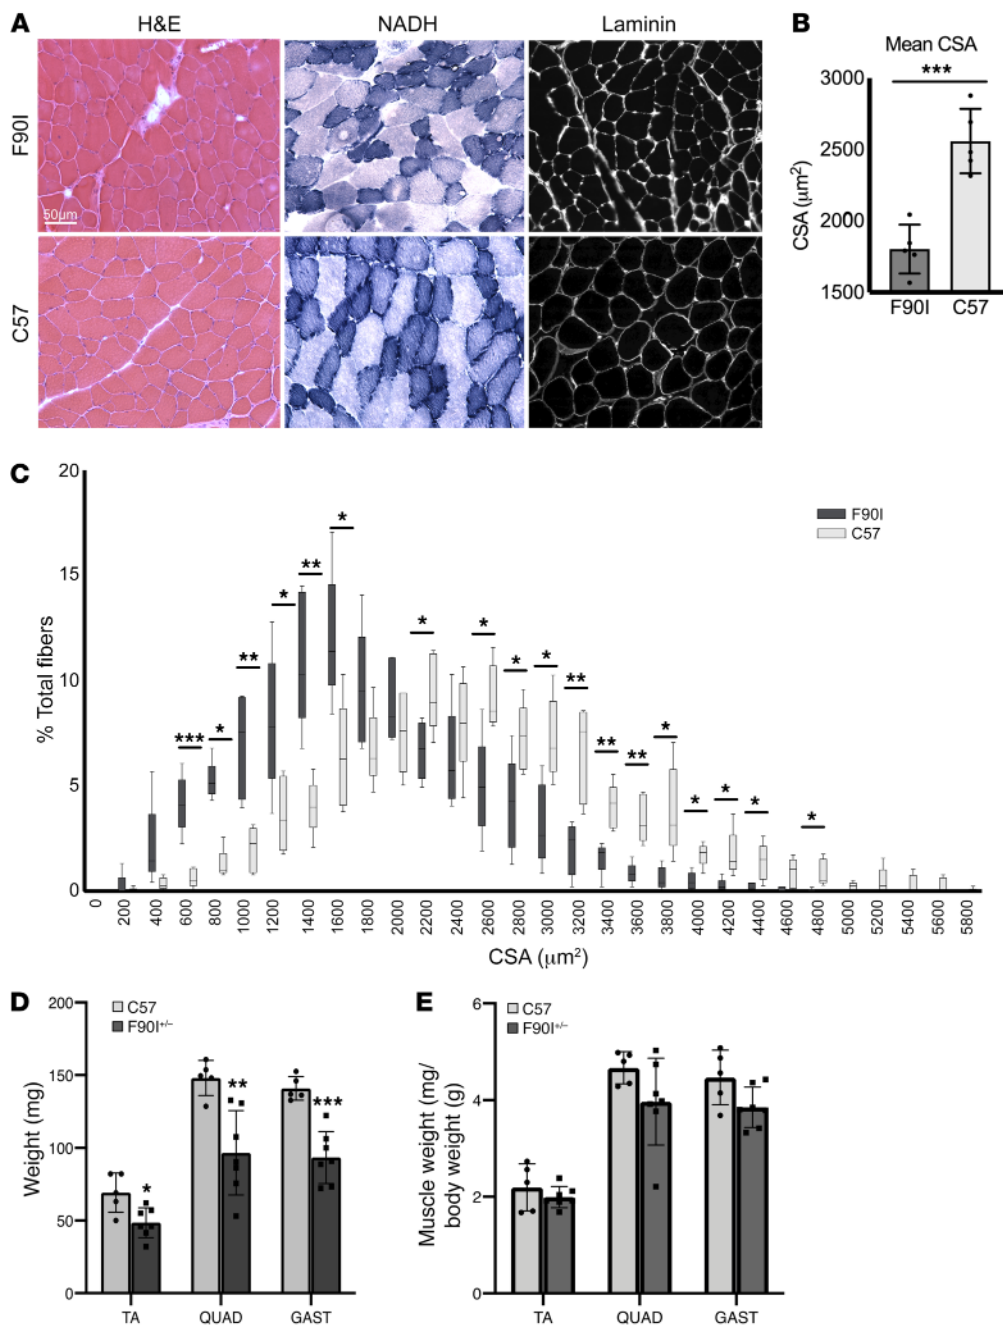 A
H&E
NADH
Laminin
F90I
50μm
C57
B
Mean CSA
***
3000
2500
2000
1500
CSA (μm²)
F90I
C57
C
20
15
10
5
0
% Total fibers
F90I
C57
***
*
**
*
**
*
*
*
*
*
**
**
**
*
*
*
*
*
0
200
400
600
800
1000
1200
1400
1600
1800
2000
2200
2400
2600
2800
3000
3200
3400
3600
3800
4000
4200
4400
4600
4800
5000
5200
5400
5600
5800
CSA (μm²)
D
200
150
100
50
0
Weight (mg)
C57
F90I+/–
*
**
***
TA
QUAD
GAST
E
6
4
2
0
Muscle weight (mg/
body weight (g)
C57
F90I+/–
TA
QUAD
GAST